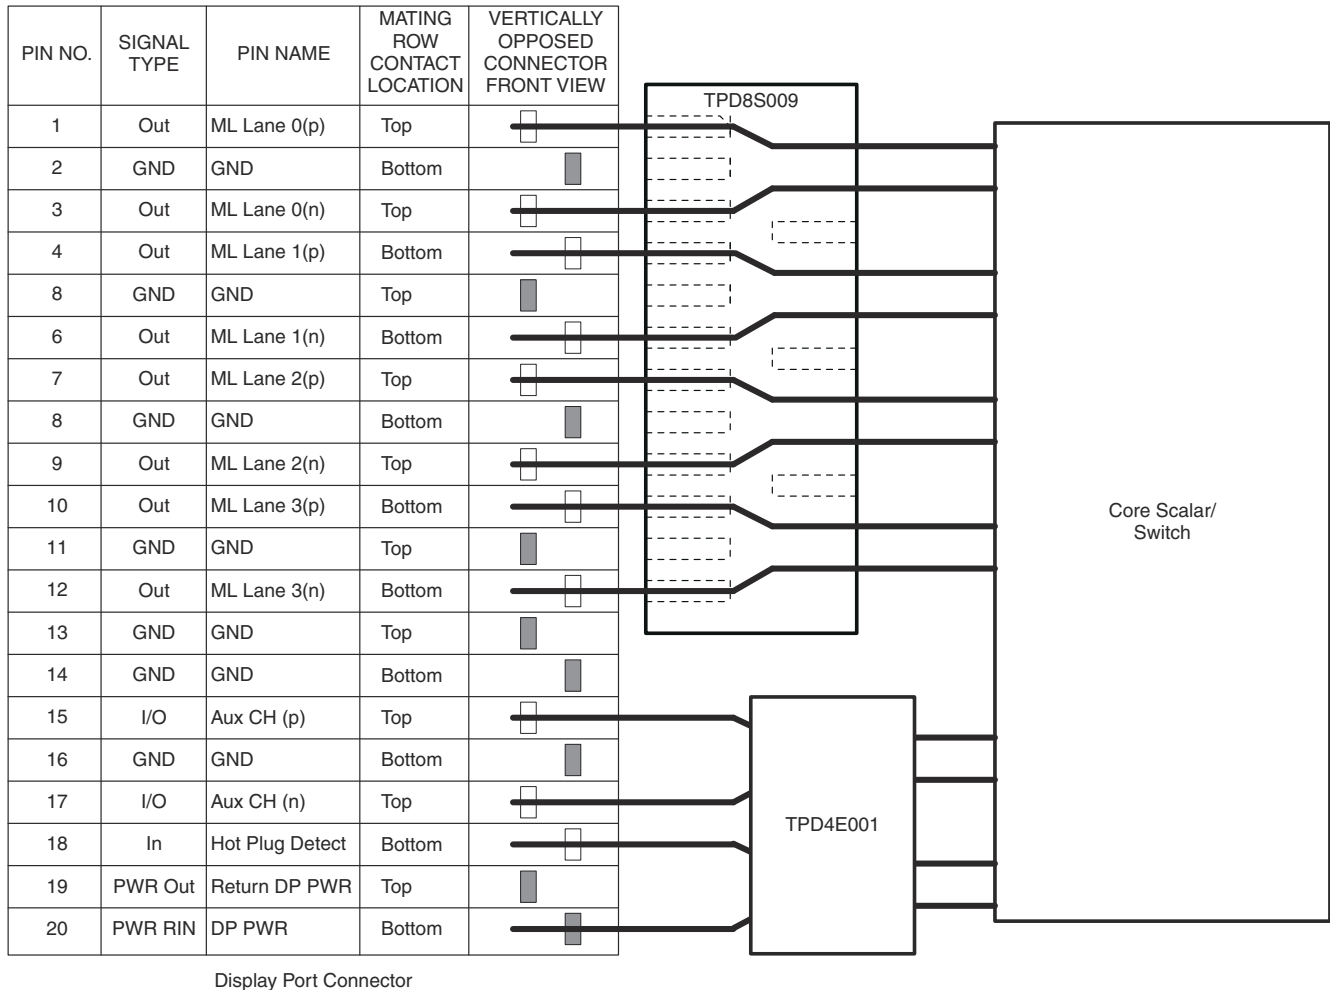 PIN NO. SIGNAL TYPE PIN NAME MATING ROW CONTACT LOCATION VERTICALLY OPPOSED CONNECTOR FRONT VIEW
TPD8S009
1 Out ML Lane 0(p) Top
2 GND GND Bottom
3 Out ML Lane 0(n) Top
4 Out ML Lane 1(p) Bottom
8 GND GND Top
6 Out ML Lane 1(n) Bottom
7 Out ML Lane 2(p) Top
8 GND GND Bottom
9 Out ML Lane 2(n) Top
10 Out ML Lane 3(p) Bottom
11 GND GND Top
12 Out ML Lane 3(n) Bottom
13 GND GND Top
14 GND GND Bottom
15 I/O Aux CH (p) Top
16 GND GND Bottom
17 I/O Aux CH (n) Top
18 In Hot Plug Detect Bottom
19 PWR Out Return DP PWR Top
20 PWR RIN DP PWR Bottom
Core Scalar/
Switch
TPD4E001
Display Port Connector